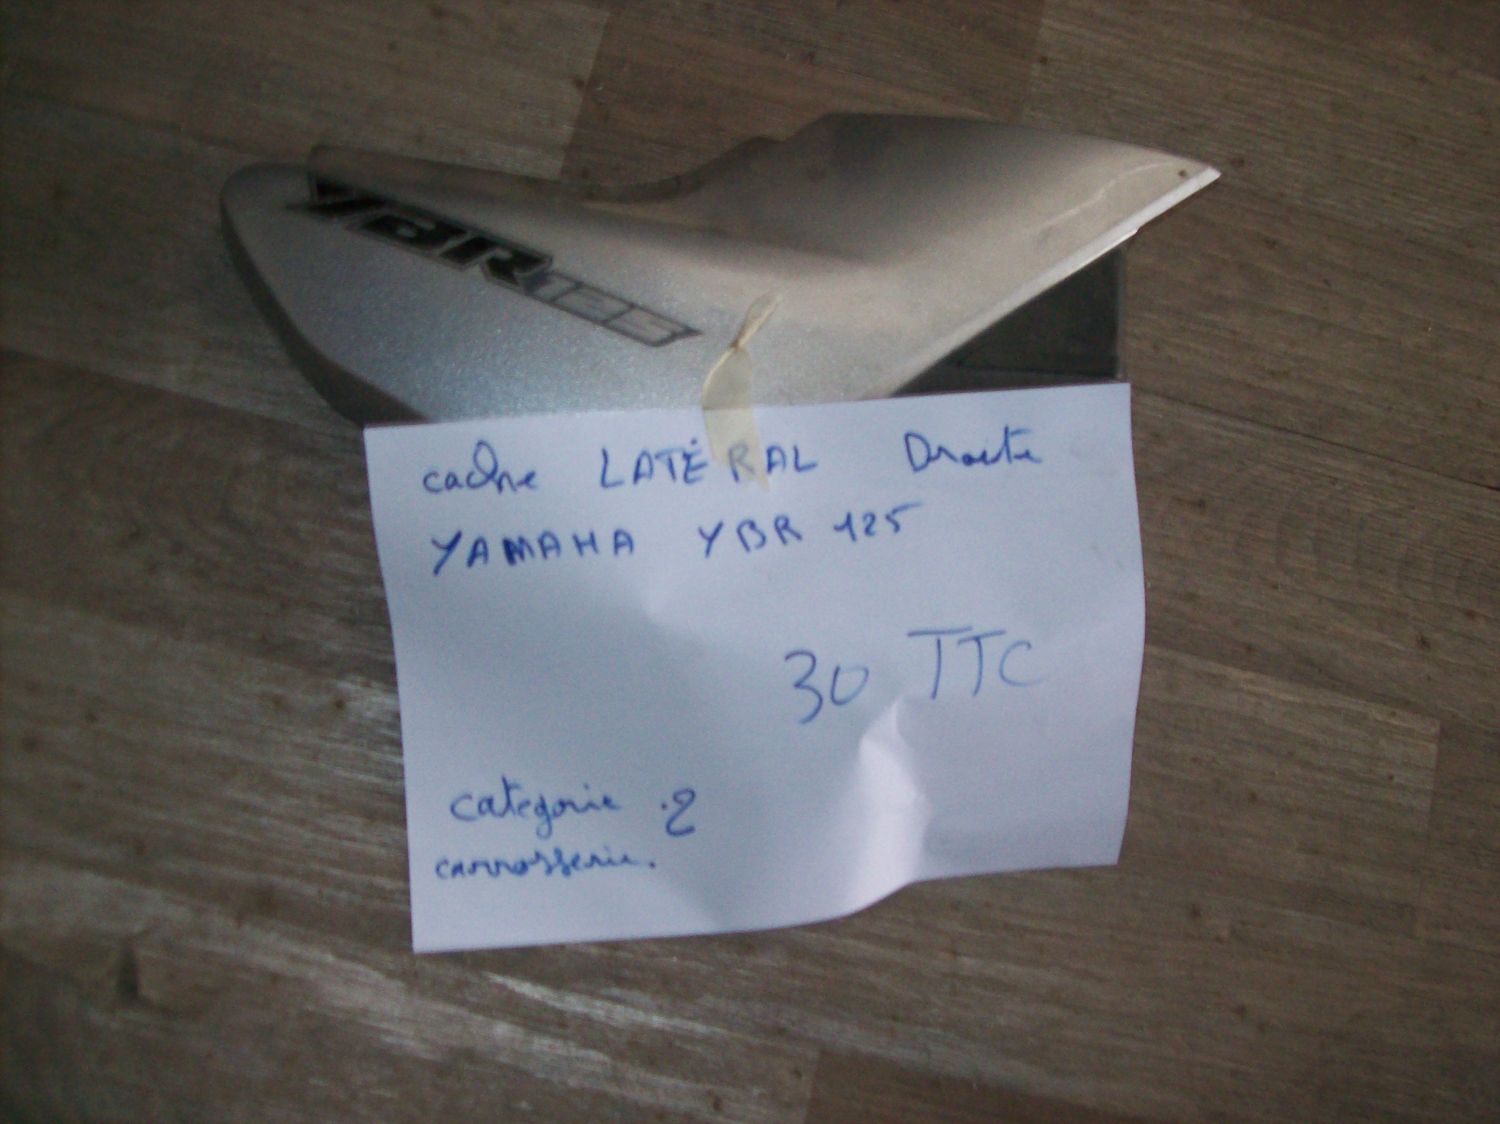 YBR125
cache LATÉRAL Droite
YAMAHA YBR 125
30 TTC
categorie 2
carrosserie.